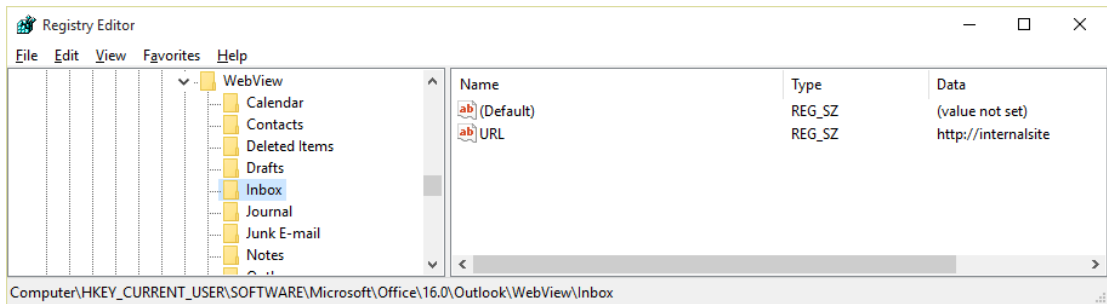 Registry Editor
File Edit View Favorites Help
WebView
Calendar
Contacts
Deleted Items
Drafts
Inbox
Journal
Junk E-mail
Notes
Name Type Data
ab (Default) REG_SZ (value not set)
ab URL REG_SZ http://internalsite
Computer\HKEY_CURRENT_USER\SOFTWARE\Microsoft\Office\16.0\Outlook\WebView\Inbox